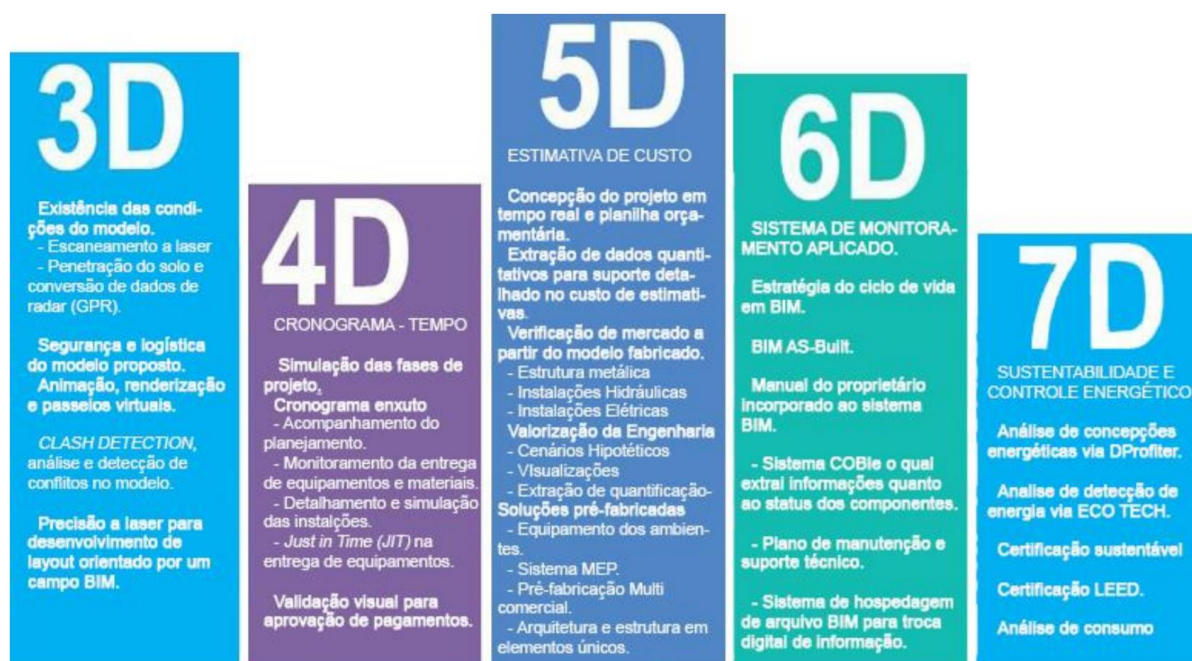 3D
Existência das condi-
ções do modelo.
- Escaneamento a laser
- Penetração do solo e
conversão de dados de
radar (GPR).
Segurança e logística
do modelo proposto.
Animação, renderização
e passeios virtuais.
CLASH DETECTION,
análise e detecção de
conflitos no modelo.
Precisão a laser para
desenvolvimento de
layout orientado por um
campo BIM.
4D
CRONOGRAMA - TEMPO
Simulação das fases de
projeto,
Cronograma enxuto
- Acompanhamento do
planejamento.
- Monitoramento da entrega
de equipamentos e materiais.
- Detalhamento e simulação
das instalções.
- Just in Time (JIT) na
entrega de equipamentos.
Validação visual para
aprovação de pagamentos.
5D
ESTIMATIVA DE CUSTO
Concepção do projeto em
tempo real e planilha orça-
mentária.
Extração de dados quanti-
tativos para suporte deta-
lhado no custo de estimati-
vas.
Verificação de mercado a
partir do modelo fabricado.
- Estrutura metálica
- Instalações Hidráulicas
- Instalações Elétricas
Valorização da Engenharia
- Cenários Hipotéticos
- VIsualizações
- Extração de quantificação-
Soluções pré-fabricadas
- Equipamento dos ambien-
tes.
- Sistema MEP.
- Pré-fabricação Multi
comercial.
- Arquitetura e estrutura em
elementos únicos.
6D
SISTEMA DE MONITORA-
MENTO APLICADO.
Estratégia do ciclo de vida
em BIM.
BIM AS-Built.
Manual do proprietário
incorporado ao sistema
BIM.
- Sistema COBie o qual
extraI informações quanto
ao status dos componentes.
- Plano de manutenção e
suporte técnico.
- Sistema de hospedagem
de arquivo BIM para troca
digital de informação.
7D
SUSTENTABILIDADE E
CONTROLE ENERGÉTICO
Análise de concepções
energéticas via DProfiter.
Analise de detecção de
energia via ECO TECH.
Certificação sustentável
Certificação LEED.
Análise de consumo